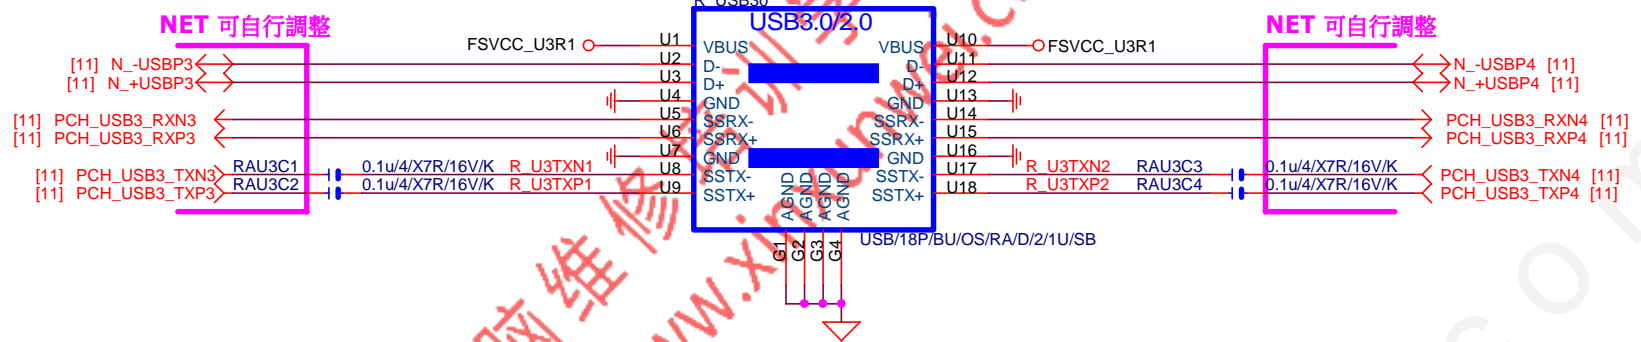 R_USB30
NET 可自行調整
USB3.0/2.0
NET 可自行調整
FSVCC_U3R1 U1 VBUS
VBUS U10 FSVCC_U3R1
[11] N_-USBP3 U2 D-
D- U11 N_-USBP4 [11]
[11] N_+USBP3 U3 D+
D+ U12 N_+USBP4 [11]
U4 GND
GND U13
[11] PCH_USB3_RXN3 U5 SSRX-
SSRX- U14 PCH_USB3_RXN4 [11]
[11] PCH_USB3_RXP3 U6 SSRX+
SSRX+ U15 PCH_USB3_RXP4 [11]
U7 GND
GND U16
[11] PCH_USB3_TXN3 RAU3C1 0.1u/4/X7R/16V/K R_U3TXN1 U8 SSTX-
SSTX- U17 R_U3TXN2 RAU3C3 0.1u/4/X7R/16V/K PCH_USB3_TXN4 [11]
[11] PCH_USB3_TXP3 RAU3C2 0.1u/4/X7R/16V/K R_U3TXP1 U9 SSTX+
SSTX+ U18 R_U3TXP2 RAU3C4 0.1u/4/X7R/16V/K PCH_USB3_TXP4 [11]
AGND AGND AGND AGND
G1 G2 G3 G4
USB/18P/BU/OS/RA/D/2/1U/SB